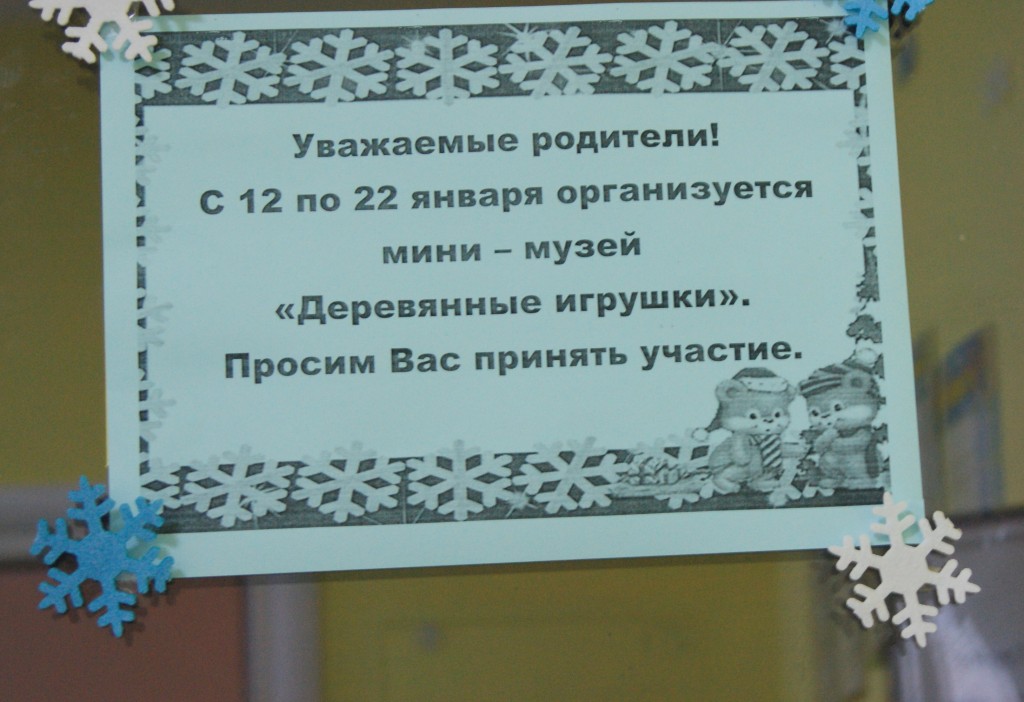 Уважаемые родители!
С 12 по 22 января организуется
мини – музей
«Деревянные игрушки».
Просим Вас принять участие.